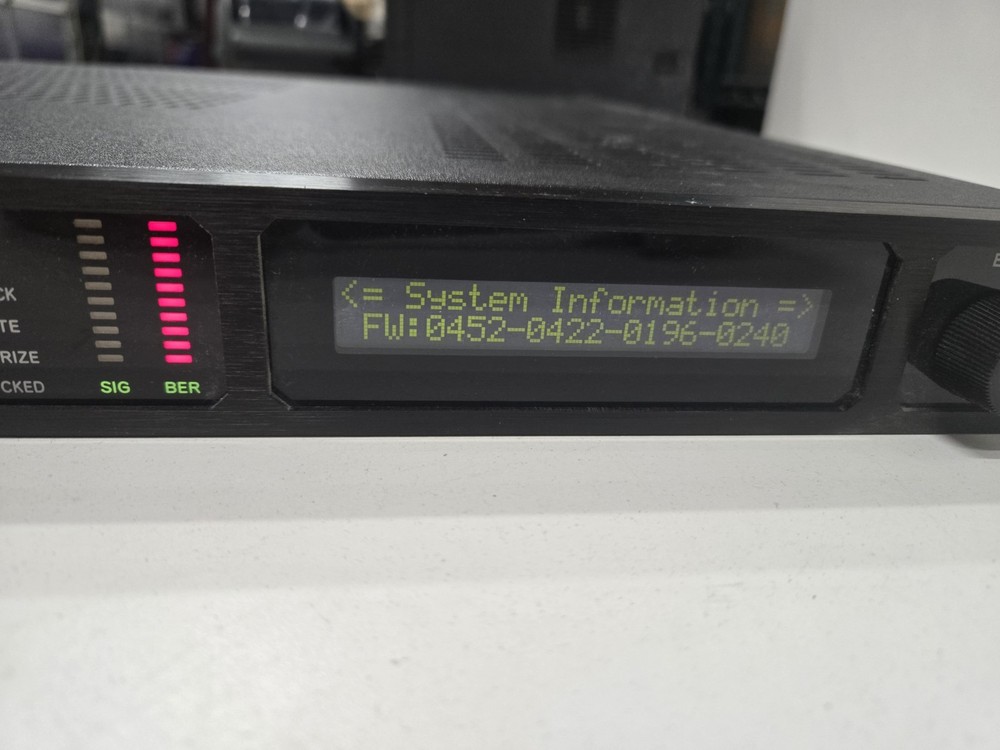 <= System Information =>
FW:0452-0422-0196-0240
CK
TE
RIZE
CKED
SIG BER